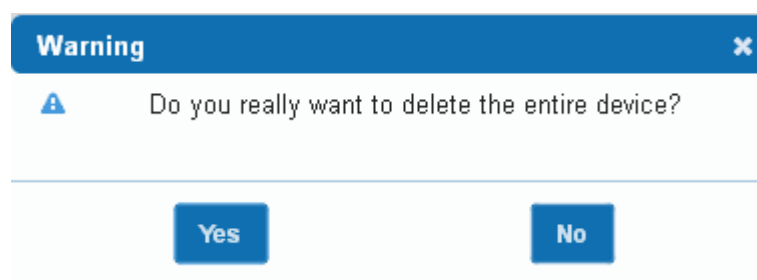 Warning
Do you really want to delete the entire device?
Yes
No